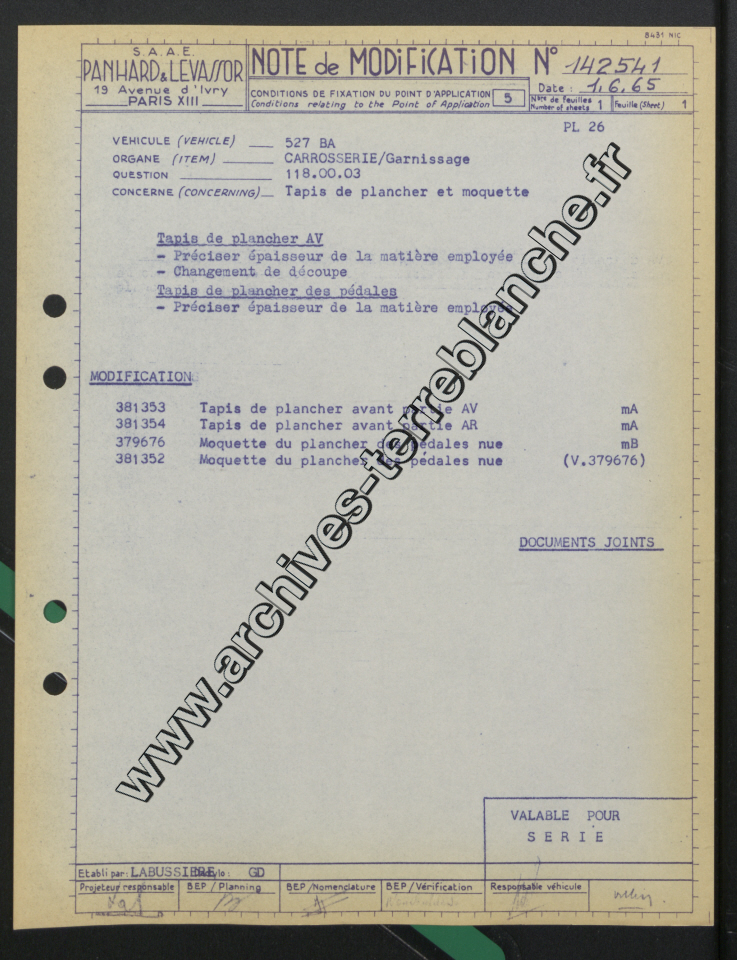 8481 NIC
S.A.A.E.
PANHARD & LEVASSOR
19 Avenue d'Ivry
PARIS XIII
NOTE de MODIFICATION N° 142541
CONDITIONS DE FIXATION DU POINT D'APPLICATION
Conditions relating to the Point of Application
5
Date : 1.6.65
Nbre de feuilles
Number of sheets 1
Feuille (Sheet) 1
PL 26
VEHICULE (VEHICLE) 527 BA
ORGANE (ITEM) CARROSSERIE/Garnissage
QUESTION 118.00.03
CONCERNE (CONCERNING) Tapis de plancher et moquette
Tapis de plancher AV
- Préciser épaisseur de la matière employée
- Changement de découpe
Tapis de plancher des pédales
- Préciser épaisseur de la matière employée
MODIFICATION
381353 Tapis de plancher avant partie AV mA
381354 Tapis de plancher avant partie AR mA
379676 Moquette du plancher des pédales nue mB
381352 Moquette du plancher des pédales nue (V.379676)
DOCUMENTS JOINTS
www.archives-terreblanche.fr
VALABLE POUR
SERIE
Etabli par: LABUSSIERE GD
Projeteur responsable
BEP / Planning
BEP / Nomenclature
BEP / Vérification
Responsable véhicule